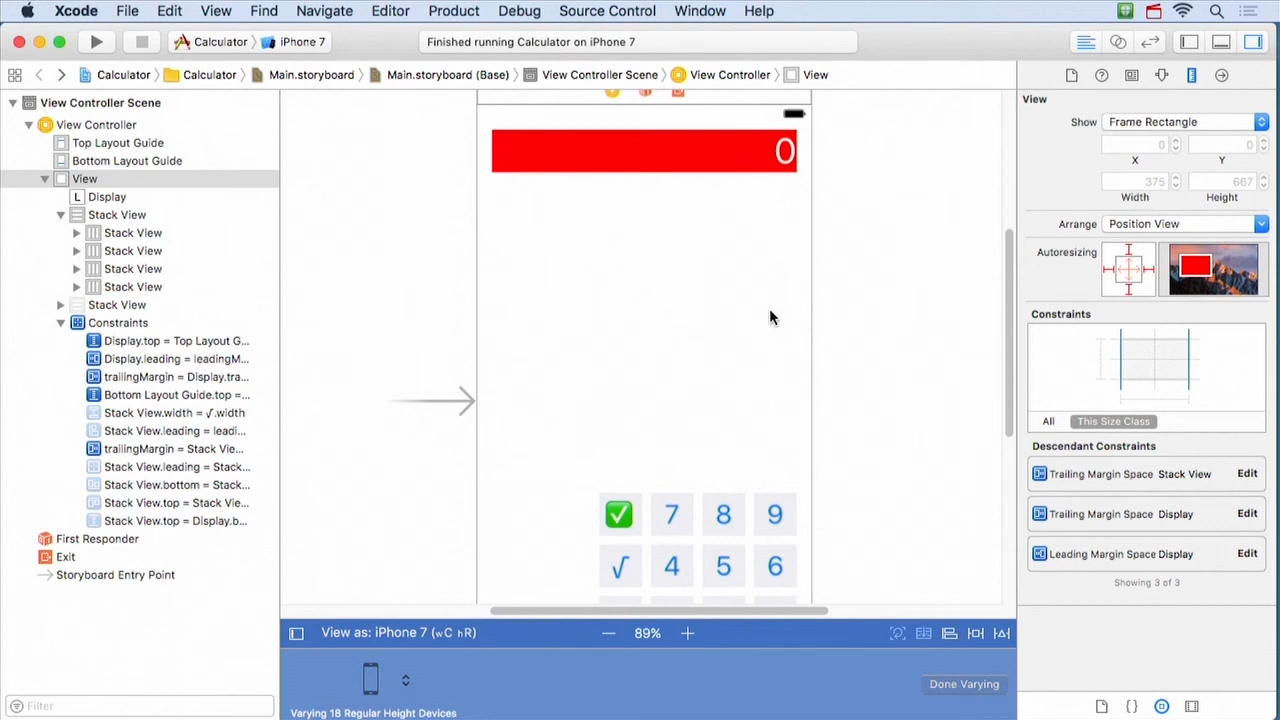 Xcode File Edit View Find Navigate Editor Product Debug Source Control Window Help
Calculator iPhone 7 Finished running Calculator on iPhone 7
Calculator Calculator Main.storyboard Main.storyboard (Base) View Controller Scene View Controller View
View Controller Scene
View Controller
Top Layout Guide
Bottom Layout Guide
View
L Display
Stack View
Stack View
Stack View
Stack View
Stack View
Stack View
Constraints
Display.top = Top Layout G...
Display.leading = leadingM...
trailingMargin = Display.tra...
Bottom Layout Guide.top =...
Stack View.width = √.width
Stack View.leading = leadi...
trailingMargin = Stack Vie...
Stack View.leading = Stack...
Stack View.bottom = Stack...
Stack View.top = Stack Vie...
Stack View.top = Display.b...
First Responder
Exit
Storyboard Entry Point
Filter
0
✅ 7 8 9
√ 4 5 6
View as: iPhone 7 (wC hR)
— 89% +
Varying 18 Regular Height Devices
Done Varying
View
Show Frame Rectangle
0 0
X Y
375 667
Width Height
Arrange Position View
Autoresizing
Constraints
All This Size Class
Descendant Constraints
Trailing Margin Space Stack View Edit
Trailing Margin Space Display Edit
Leading Margin Space Display Edit
Showing 3 of 3